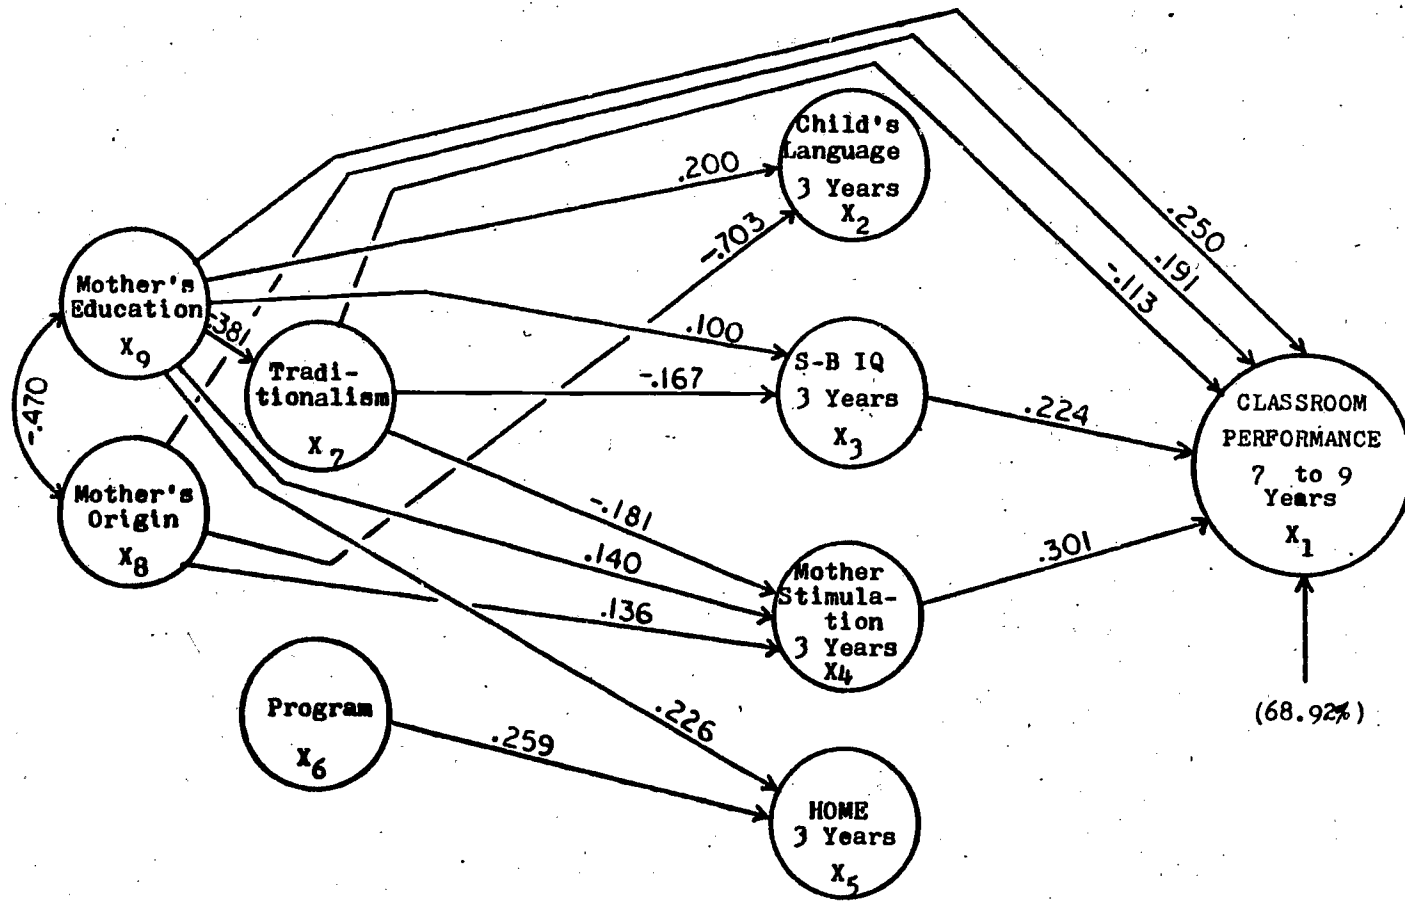 Child's
Language
3 Years
X2
.200
-.703
.250
.191
-.113
Mother's
Education
X9
-.381
-.470
Tradi-
tionalism
X7
.100
-.167
S-B IQ
3 Years
X3
.224
CLASSROOM
PERFORMANCE
7 to 9
Years
X1
(68.92%)
Mother's
Origin
X8
-.181
.140
.136
Mother
Stimula-
tion
3 Years
X4
.301
Program
X6
.259
.226
HOME
3 Years
X5